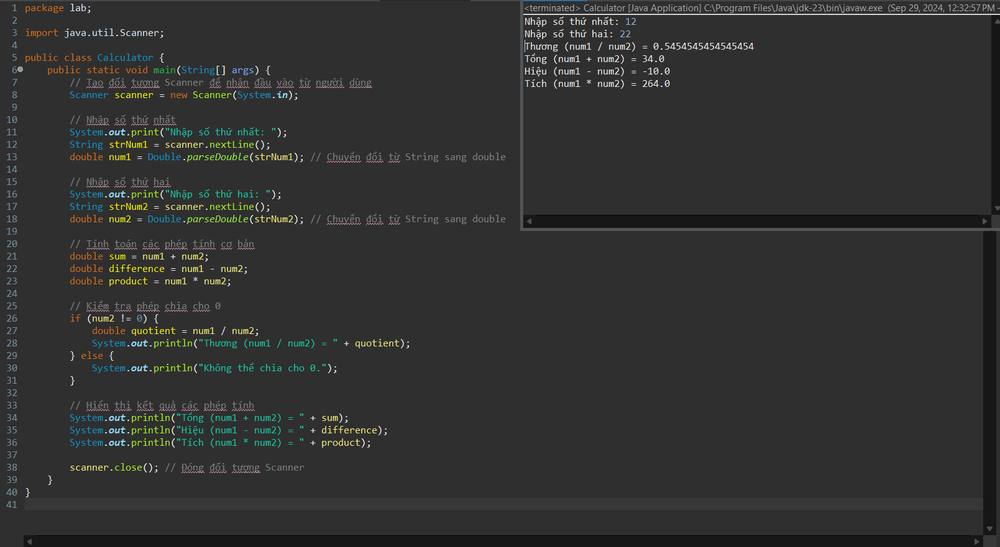 package lab;
import java.util.Scanner;
public class Calculator {
public static void main(String[] args) {
// Tạo đối tượng Scanner để nhận đầu vào từ người dùng
Scanner scanner = new Scanner(System.in);
// Nhập số thứ nhất
System.out.print("Nhập số thứ nhất: ");
String strNum1 = scanner.nextLine();
double num1 = Double.parseDouble(strNum1); // Chuyển đổi từ String sang double
// Nhập số thứ hai
System.out.print("Nhập số thứ hai: ");
String strNum2 = scanner.nextLine();
double num2 = Double.parseDouble(strNum2); // Chuyển đổi từ String sang double
// Tính toán các phép tính cơ bản
double sum = num1 + num2;
double difference = num1 - num2;
double product = num1 * num2;
// Kiểm tra phép chia cho 0
if (num2 != 0) {
double quotient = num1 / num2;
System.out.println("Thương (num1 / num2) = " + quotient);
} else {
System.out.println("Không thể chia cho 0.");
}
// Hiển thị kết quả các phép tính
System.out.println("Tổng (num1 + num2) = " + sum);
System.out.println("Hiệu (num1 - num2) = " + difference);
System.out.println("Tích (num1 * num2) = " + product);
scanner.close(); // Đóng đối tượng Scanner
}
}
1
2
3
4
5
6
7
8
9
10
11
12
13
14
15
16
17
18
19
20
21
22
23
24
25
26
27
28
29
30
31
32
33
34
35
36
37
38
39
40
41
<terminated> Calculator [Java Application] C:\Program Files\Java\jdk-23\bin\javaw.exe (Sep 29, 2024, 12:32:57 PM –
Nhập số thứ nhất: 12
Nhập số thứ hai: 22
Thương (num1 / num2) = 0.5454545454545454
Tổng (num1 + num2) = 34.0
Hiệu (num1 - num2) = -10.0
Tích (num1 * num2) = 264.0